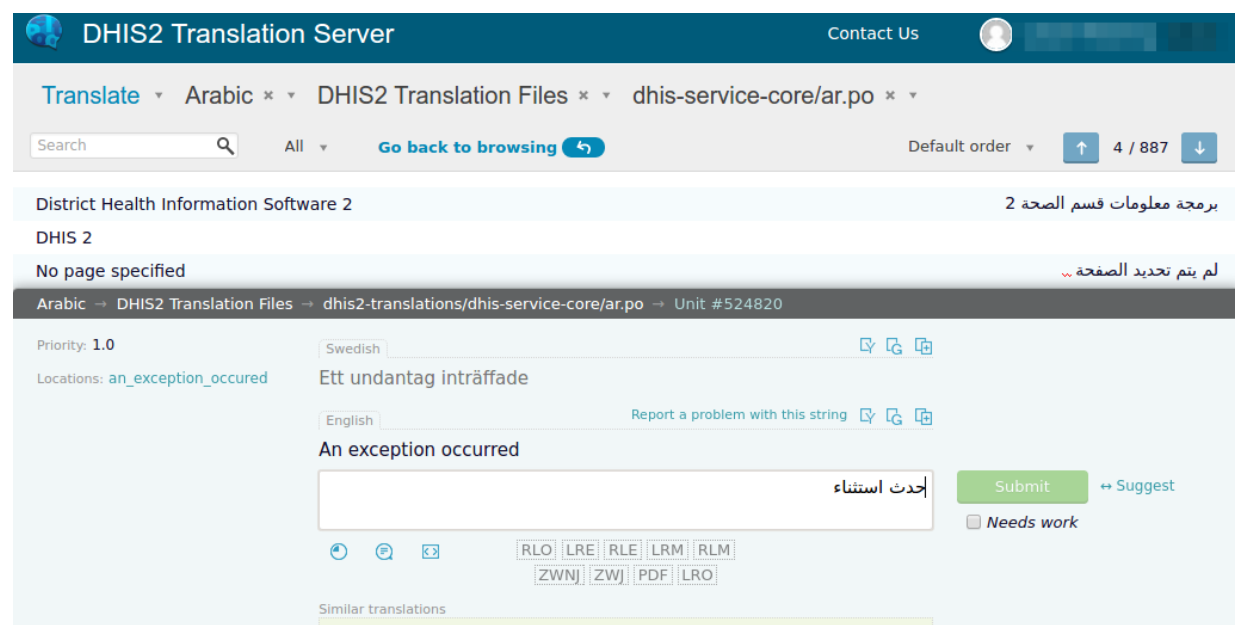 DHIS2 Translation Server Contact Us
Translate Arabic × DHIS2 Translation Files × dhis-service-core/ar.po ×
Search All Go back to browsing Default order ↑ 4 / 887 ↓
District Health Information Software 2 برمجة معلومات قسم الصحة 2
DHIS 2
No page specified لم يتم تحديد الصفحة
Arabic → DHIS2 Translation Files → dhis2-translations/dhis-service-core/ar.po → Unit #524820
Priority: 1.0
Locations: an_exception_occured
Swedish
Ett undantag inträffade
English Report a problem with this string
An exception occurred
حدث استثناء
Submit ↔ Suggest
Needs work
RLO LRE RLE LRM RLM
ZWNJ ZWJ PDF LRO
Similar translations